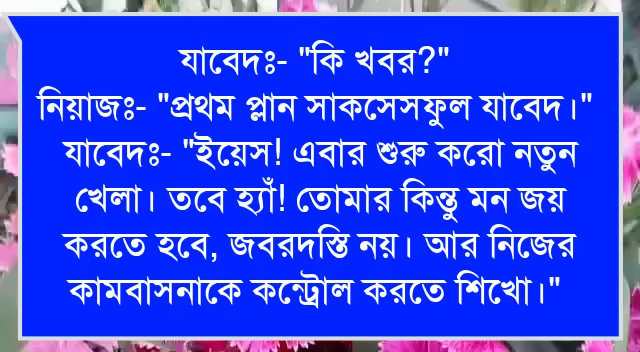 যাবেদঃ- "কি খবর?"
নিয়াজঃ- "প্রথম প্লান সাকসেসফুল যাবেদ।"
যাবেদঃ- "ইয়েস! এবার শুরু করো নতুন
খেলা। তবে হ্যাঁ! তোমার কিন্তু মন জয়
করতে হবে, জবরদস্তি নয়। আর নিজের
কামবাসনাকে কন্ট্রোল করতে শিখো।"